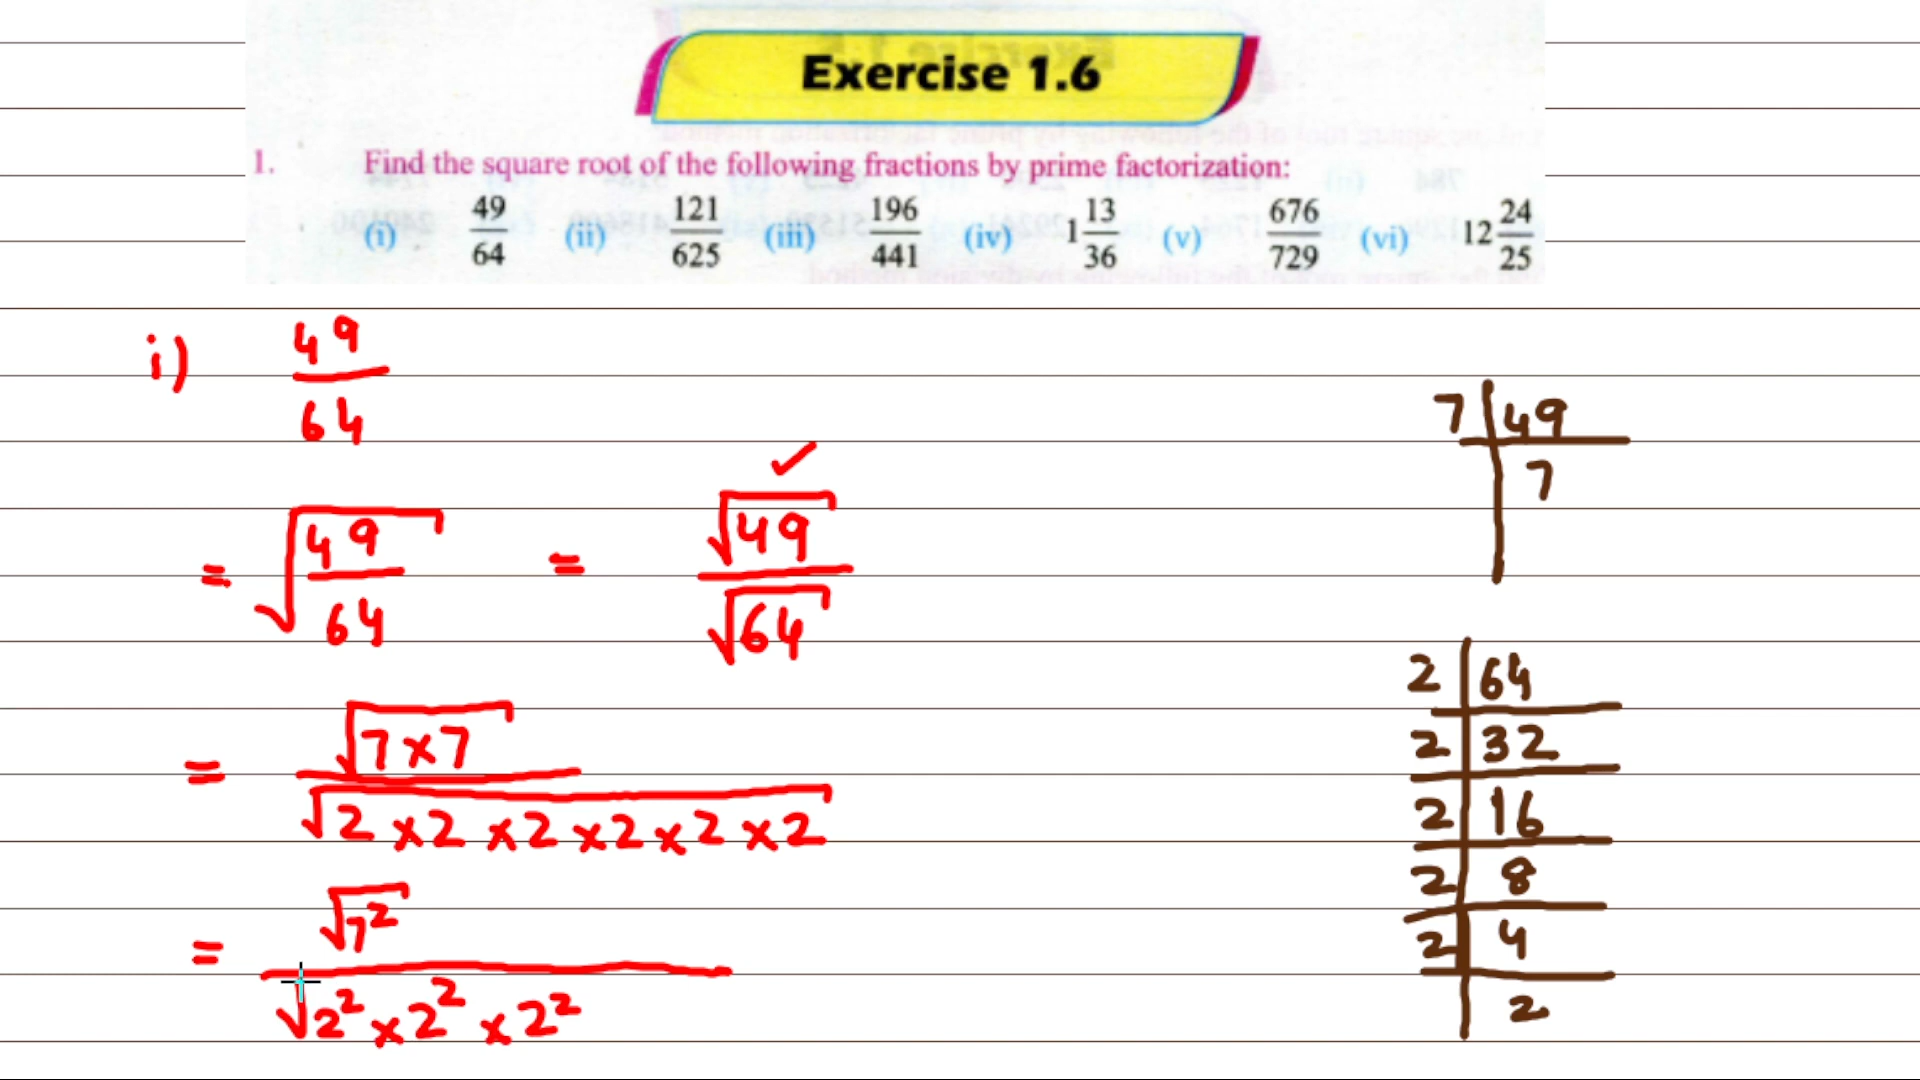 Exercise 1.6
1. Find the square root of the following fractions by prime factorization:
(i) 49/64 (ii) 121/625 (iii) 196/441 (iv) 1 13/36 (v) 676/729 (vi) 12 24/25
i) 49/64
= √(49/64) = √49/√64 ✓
= √(7×7)/√(2×2×2×2×2×2)
= √7²/√(2²×2²×2²)
7 | 49
7
2 | 64
2 | 32
2 | 16
2 | 8
2 | 4
2